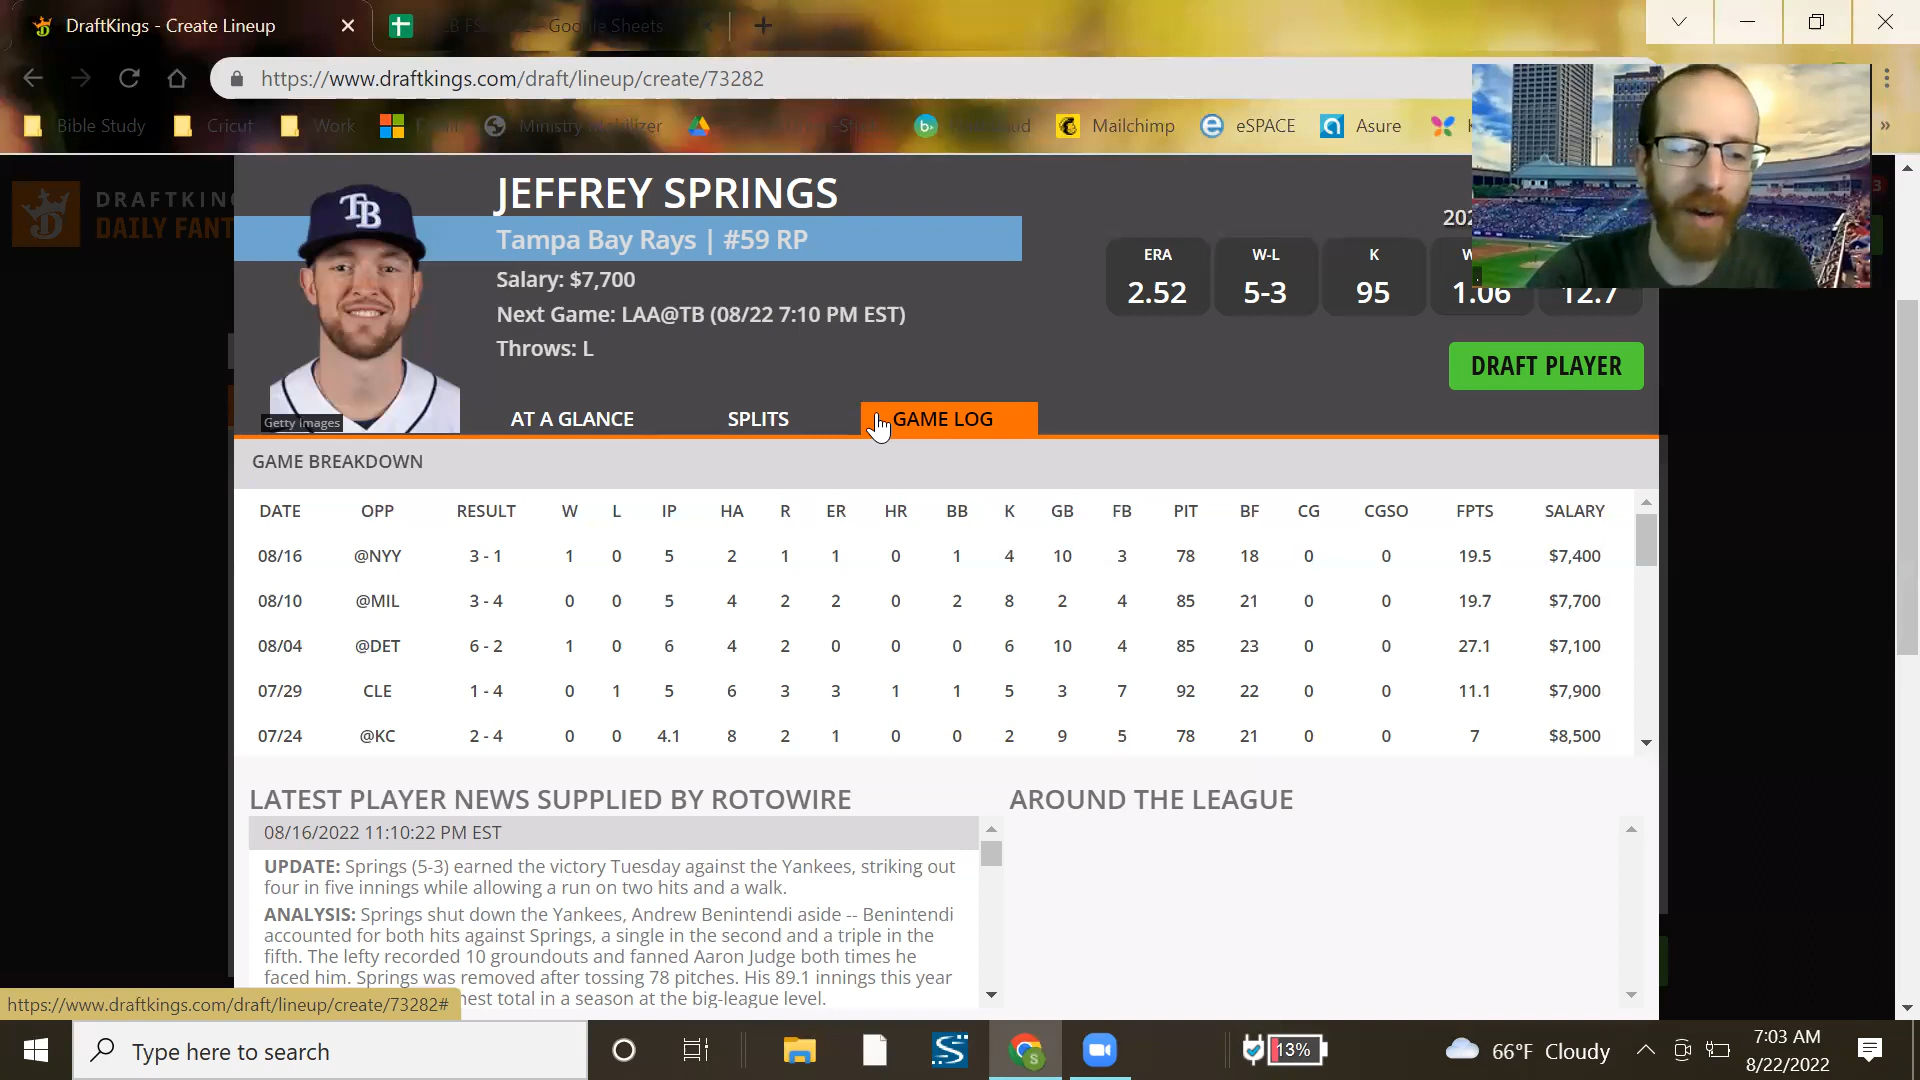 DraftKings - Create Lineup
Google Sheets
https://www.draftkings.com/draft/lineup/create/73282
Bible Study
Cricut
Work
Ministry Mobilizer
Mailchimp
eSPACE
Asure
»
DRAFTKIN
DAILY FANT
TB
JEFFREY SPRINGS
Tampa Bay Rays | #59 RP
Salary: $7,700
Next Game: LAA@TB (08/22 7:10 PM EST)
Throws: L
Getty Images
202
ERA W-L K W
2.52 5-3 95 1.06 12.7
DRAFT PLAYER
AT A GLANCE SPLITS GAME LOG
GAME BREAKDOWN
DATE OPP RESULT W L IP HA R ER HR BB K GB FB PIT BF CG CGSO FPTS SALARY
08/16 @NYY 3 - 1 1 0 5 2 1 1 0 1 4 10 3 78 18 0 0 19.5 $7,400
08/10 @MIL 3 - 4 0 0 5 4 2 2 0 2 8 2 4 85 21 0 0 19.7 $7,700
08/04 @DET 6 - 2 1 0 6 4 2 0 0 0 6 10 4 85 23 0 0 27.1 $7,100
07/29 CLE 1 - 4 0 1 5 6 3 3 1 1 5 3 7 92 22 0 0 11.1 $7,900
07/24 @KC 2 - 4 0 0 4.1 8 2 1 0 0 2 9 5 78 21 0 0 7 $8,500
LATEST PLAYER NEWS SUPPLIED BY ROTOWIRE
AROUND THE LEAGUE
08/16/2022 11:10:22 PM EST
UPDATE: Springs (5-3) earned the victory Tuesday against the Yankees, striking out
four in five innings while allowing a run on two hits and a walk.
ANALYSIS: Springs shut down the Yankees, Andrew Benintendi aside -- Benintendi
accounted for both hits against Springs, a single in the second and a triple in the
fifth. The lefty recorded 10 groundouts and fanned Aaron Judge both times he
faced him. Springs was removed after tossing 78 pitches. His 89.1 innings this year
hest total in a season at the big-league level.
https://www.draftkings.com/draft/lineup/create/73282#
Type here to search
13%
66°F Cloudy
7:03 AM
8/22/2022